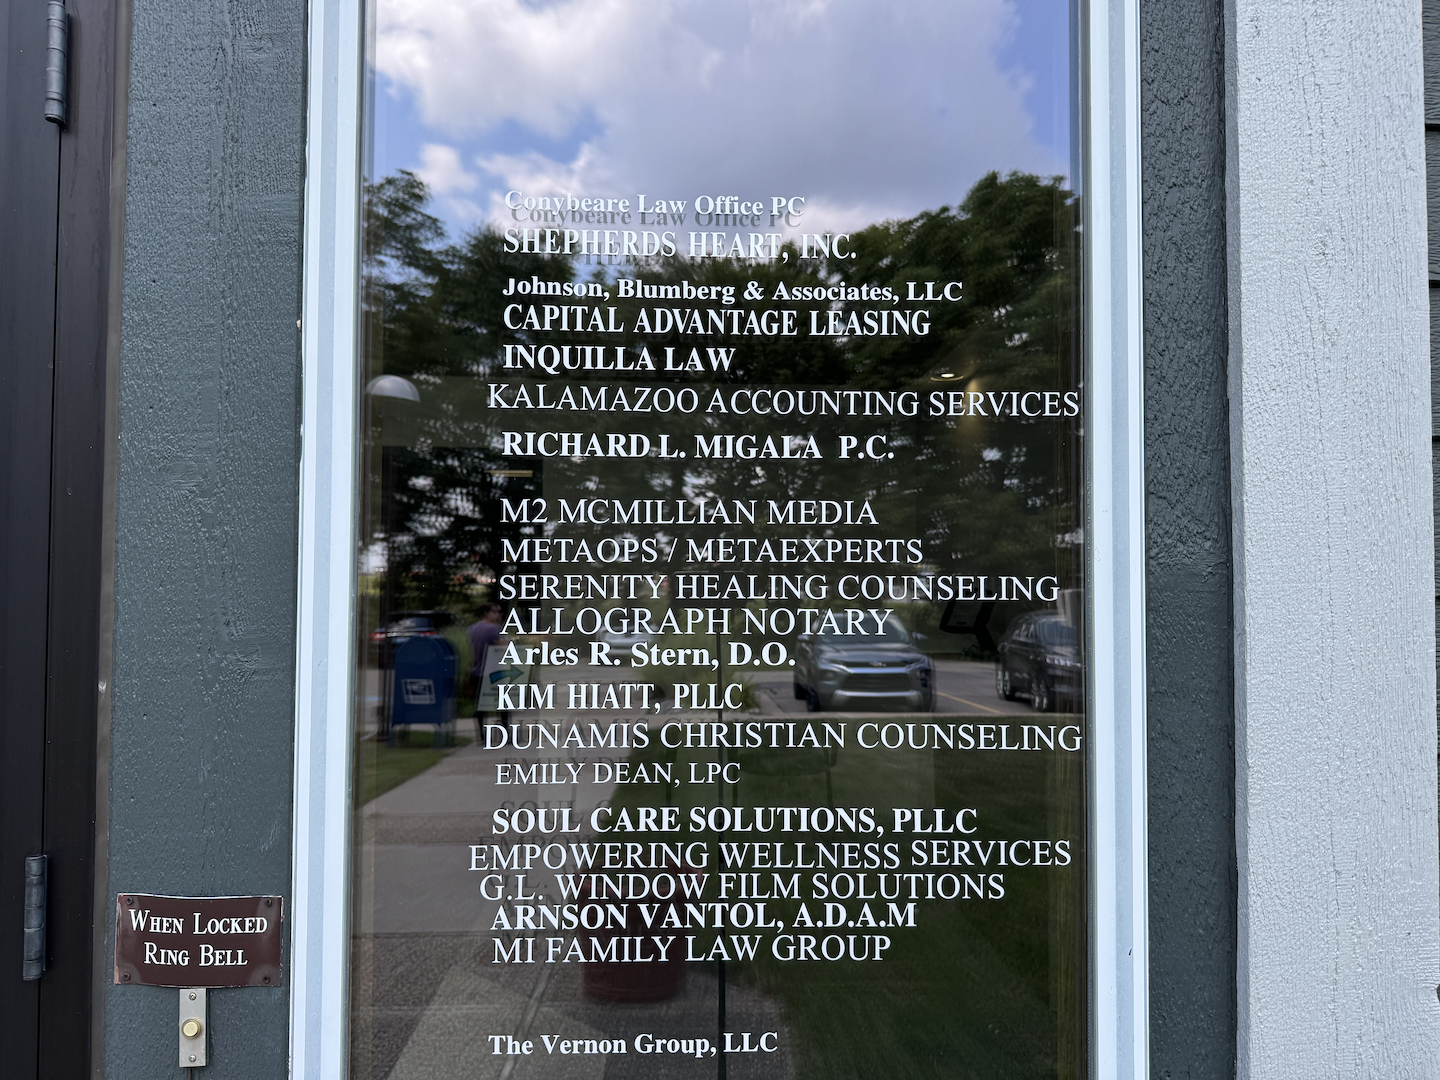 Conybeare Law Office PC
SHEPHERDS HEART, INC.
Johnson, Blumberg & Associates, LLC
CAPITAL ADVANTAGE LEASING
INQUILLA LAW
KALAMAZOO ACCOUNTING SERVICES
RICHARD L. MIGALA P.C.
M2 MCMILLIAN MEDIA
METAOPS / METAEXPERTS
SERENITY HEALING COUNSELING
ALLOGRAPH NOTARY
Arles R. Stern, D.O.
KIM HIATT, PLLC
DUNAMIS CHRISTIAN COUNSELING
EMILY DEAN, LPC
SOUL CARE SOLUTIONS, PLLC
EMPOWERING WELLNESS SERVICES
G.L. WINDOW FILM SOLUTIONS
ARNSON VANTOL, A.D.A.M
MI FAMILY LAW GROUP
The Vernon Group, LLC
WHEN LOCKED
RING BELL